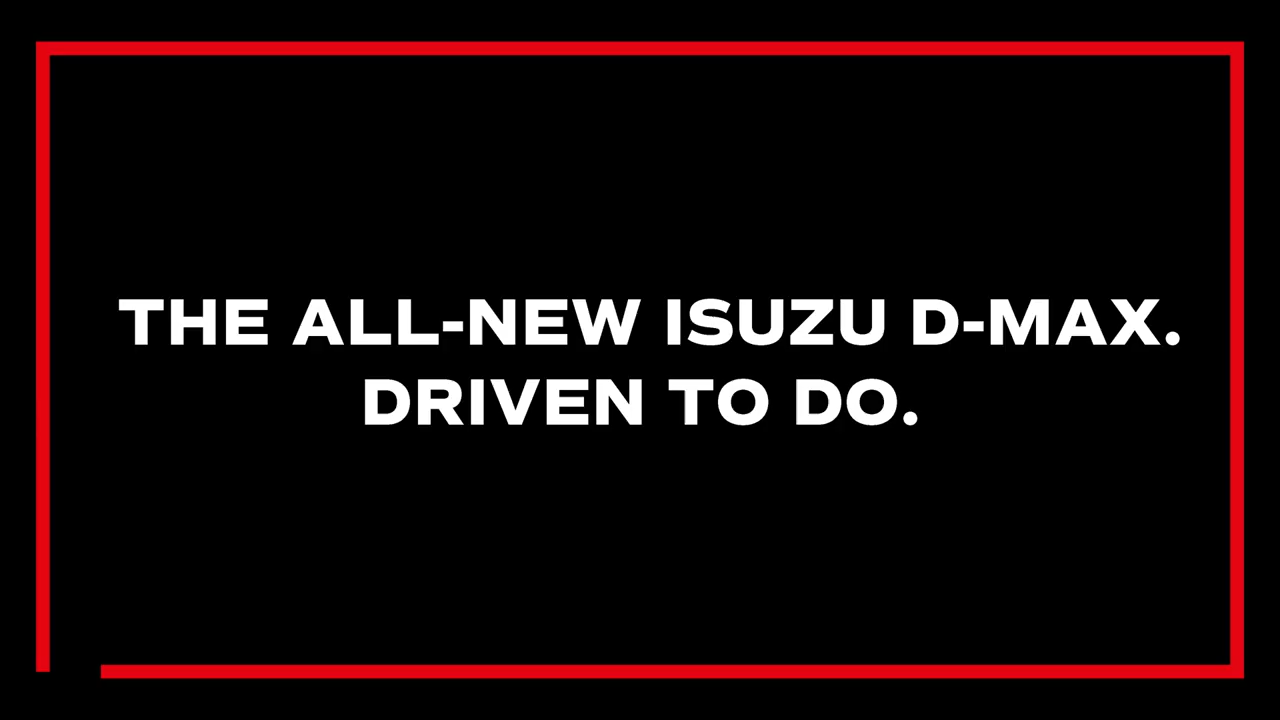 THE ALL-NEW ISUZU D-MAX.
DRIVEN TO DO.